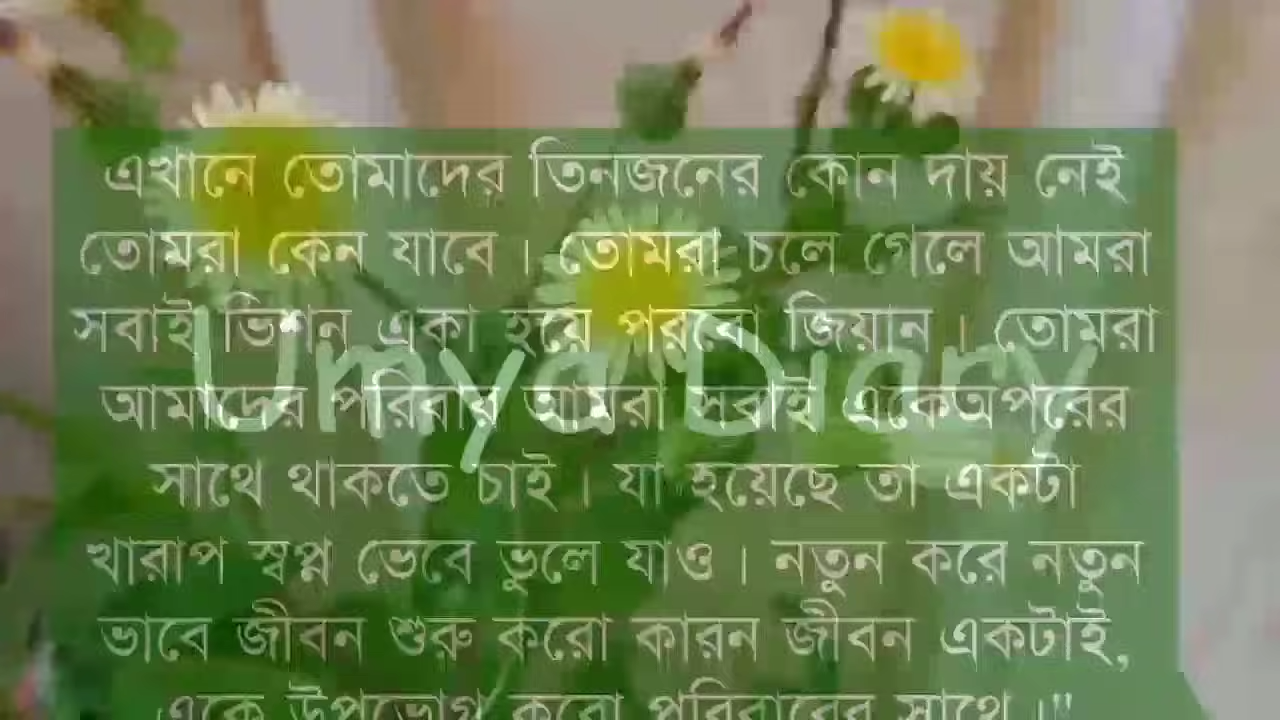 এখানে তোমাদের তিনজনের কোন দায় নেই
তোমরা কেন যাবে । তোমরা চলে গেলে আমরা
সবাই ভিশন একা হয়ে পরবো জিয়ান । তোমরা
আমাদের পরিবার আমরা সবাই একেঅপরের
Umya Diary
সাথে থাকতে চাই । যা হয়েছে তা একটা
খারাপ স্বপ্ন ভেবে ভুলে যাও । নতুন করে নতুন
ভাবে জীবন শুরু করো কারন জীবন একটাই,
একে উপভোগ করো পরিবারের সাথে ।"